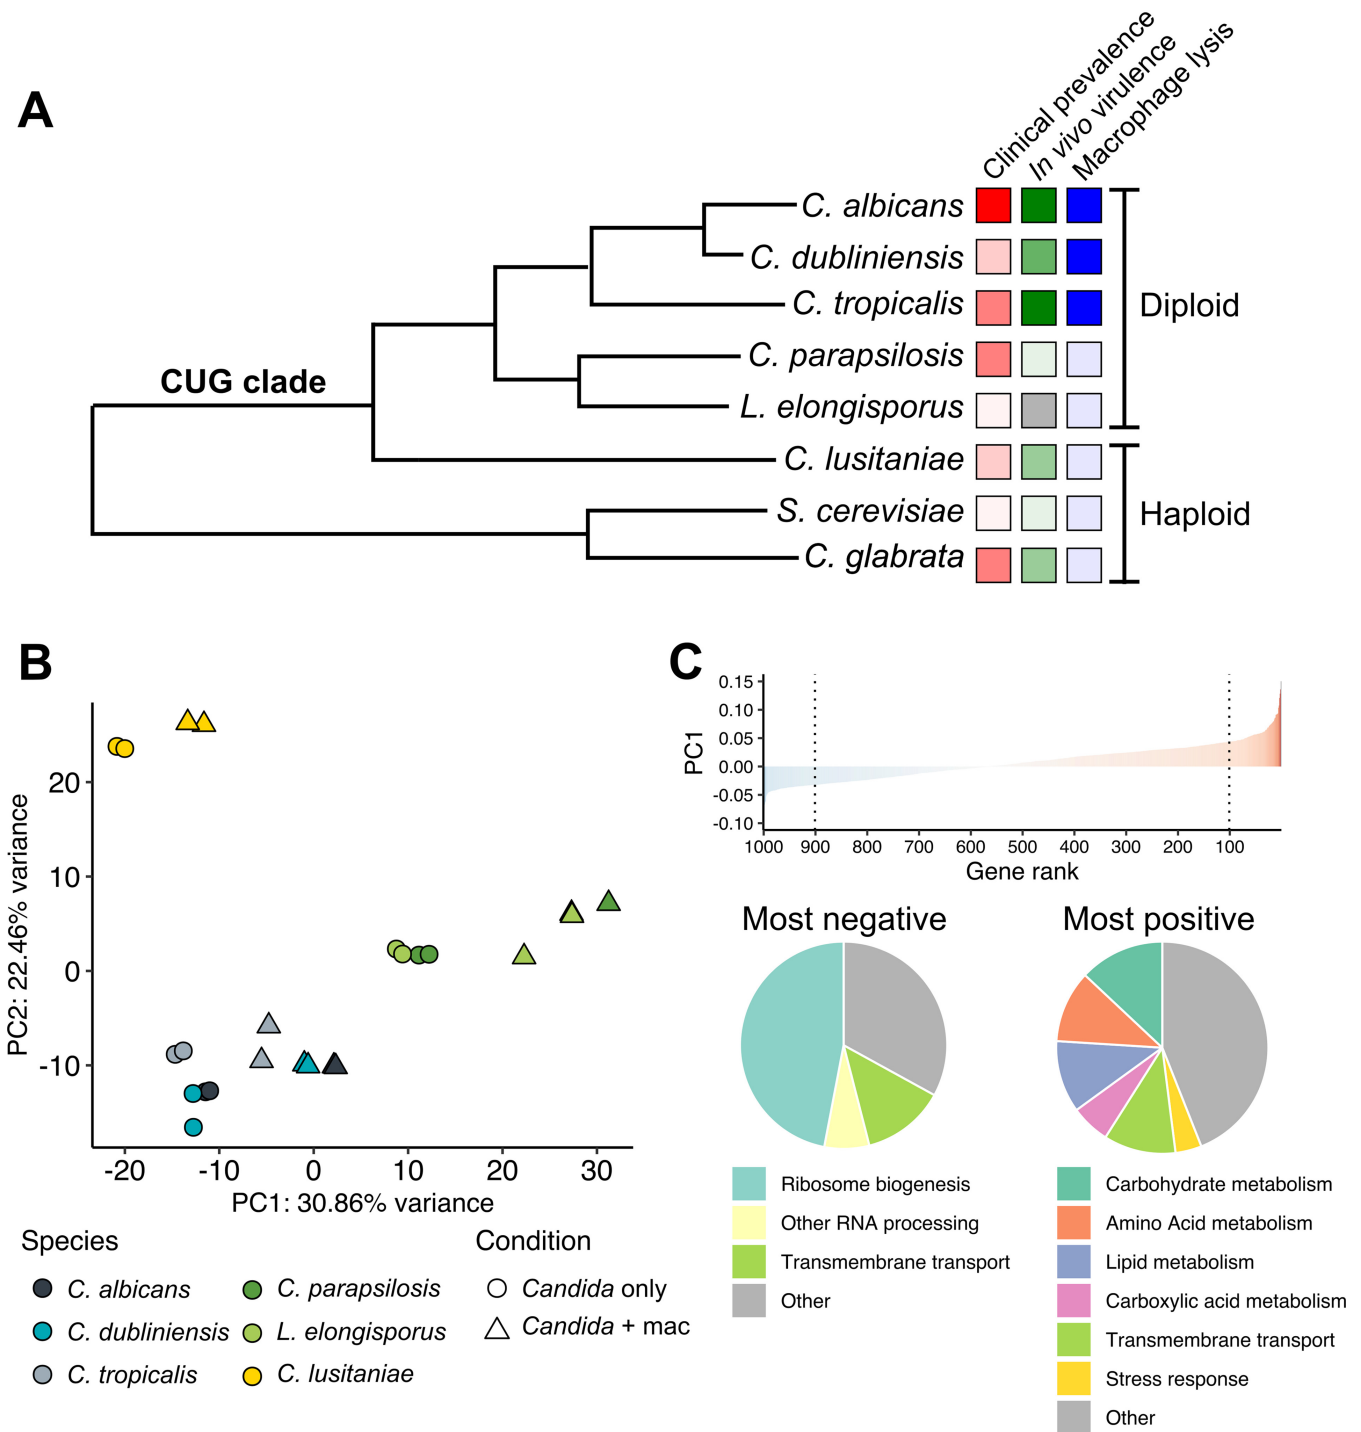 A
Clinical prevalence
In vivo virulence
Macrophage lysis
C. albicans
C. dubliniensis
C. tropicalis
C. parapsilosis
L. elongisporus
C. lusitaniae
S. cerevisiae
C. glabrata
CUG clade
Diploid
Haploid
B
PC2: 22.46% variance
20
10
0
-10
-20 -10 0 10 20 30
PC1: 30.86% variance
Species
C. albicans
C. dubliniensis
C. tropicalis
C. parapsilosis
L. elongisporus
C. lusitaniae
Condition
Candida only
Candida + mac
C
PC1
0.15
0.10
0.05
0.00
-0.05
-0.10
1000 900 800 700 600 500 400 300 200 100
Gene rank
Most negative
Ribosome biogenesis
Other RNA processing
Transmembrane transport
Other
Most positive
Carbohydrate metabolism
Amino Acid metabolism
Lipid metabolism
Carboxylic acid metabolism
Transmembrane transport
Stress response
Other